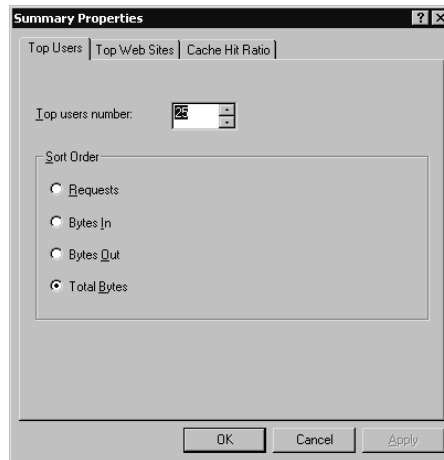 Summary Properties
Top Users Top Web Sites Cache Hit Ratio
Top users number: 25
Sort Order
Requests
Bytes In
Bytes Out
Total Bytes
OK Cancel Apply